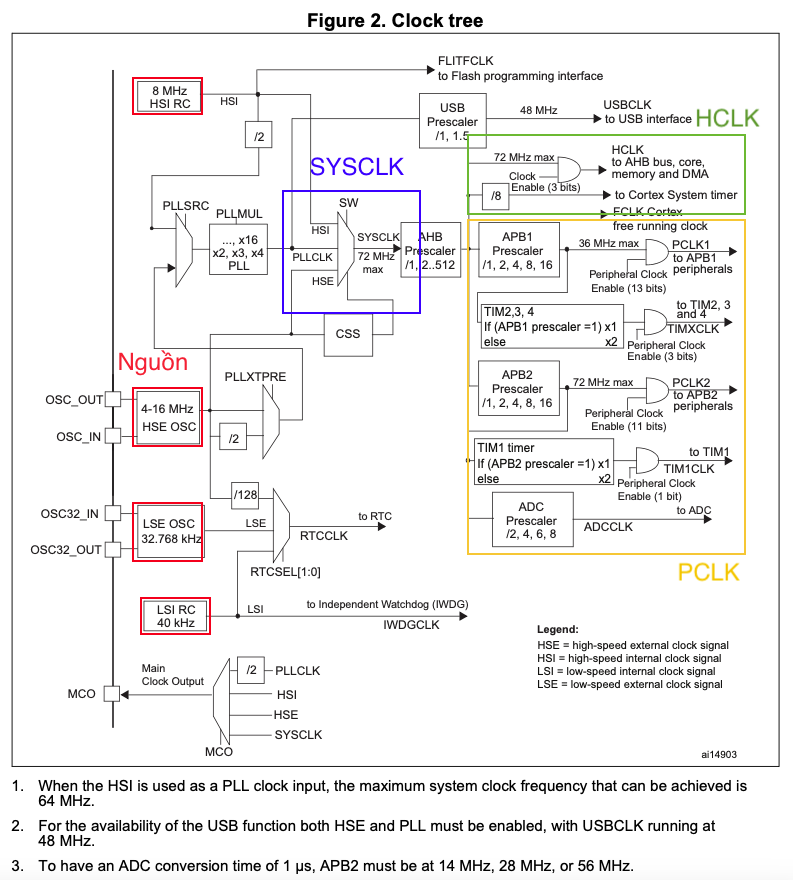 Figure 2. Clock tree
FLITFCLK
to Flash programming interface
8 MHz
HSI RC
HSI
/2
USB
Prescaler
/1, 1.5
48 MHz
USBCLK
to USB interface
HCLK
72 MHz max
Clock
Enable (3 bits)
HCLK
to AHB bus, core,
memory and DMA
/8
to Cortex System timer
FCLK Cortex
free running clock
SYSCLK
SW
PLLSRC
PLLMUL
..., x16
x2, x3, x4
PLL
HSI
PLLCLK
HSE
SYSCLK
72 MHz
max
AHB
Prescaler
/1, 2..512
APB1
Prescaler
/1, 2, 4, 8, 16
36 MHz max
PCLK1
to APB1
peripherals
Peripheral Clock
Enable (13 bits)
TIM2,3, 4
If (APB1 prescaler =1) x1
else x2
to TIM2, 3
and 4
TIMXCLK
Peripheral Clock
Enable (3 bits)
CSS
Nguồn
PLLXTPRE
OSC_OUT
OSC_IN
4-16 MHz
HSE OSC
/2
APB2
Prescaler
/1, 2, 4, 8, 16
72 MHz max
PCLK2
to APB2
peripherals
Peripheral Clock
Enable (11 bits)
TIM1 timer
If (APB2 prescaler =1) x1
else x2
to TIM1
TIM1CLK
Peripheral Clock
Enable (1 bit)
/128
OSC32_IN
OSC32_OUT
LSE OSC
32.768 kHz
LSE
to RTC
RTCCLK
RTCSEL[1:0]
ADC
Prescaler
/2, 4, 6, 8
to ADC
ADCCLK
PCLK
LSI RC
40 kHz
LSI
to Independent Watchdog (IWDG)
IWDGCLK
Legend:
HSE = high-speed external clock signal
HSI = high-speed internal clock signal
LSI = low-speed internal clock signal
LSE = low-speed external clock signal
Main
Clock Output
MCO
/2
PLLCLK
HSI
HSE
SYSCLK
MCO
ai14903
1. When the HSI is used as a PLL clock input, the maximum system clock frequency that can be achieved is
64 MHz.
2. For the availability of the USB function both HSE and PLL must be enabled, with USBCLK running at
48 MHz.
3. To have an ADC conversion time of 1 µs, APB2 must be at 14 MHz, 28 MHz, or 56 MHz.